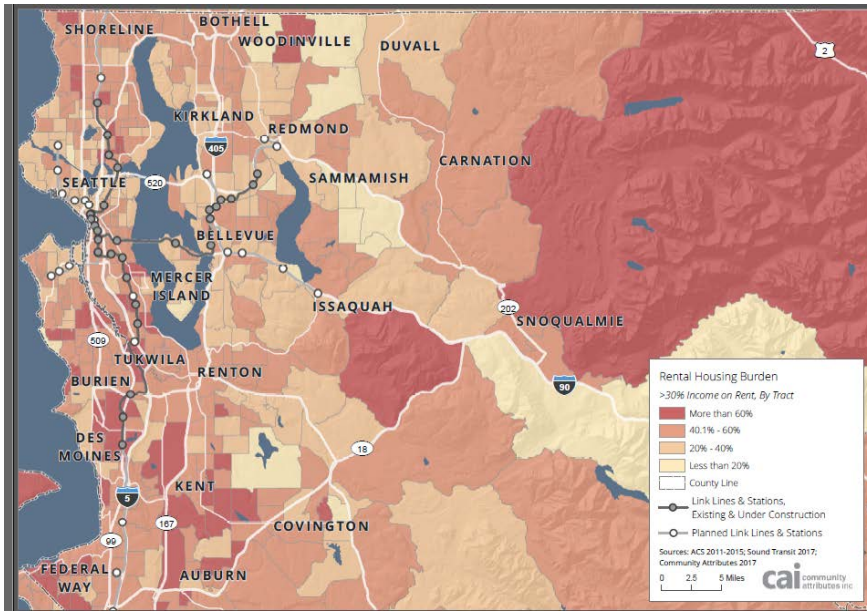 BOTHELL
SHORELINE
WOODINVILLE
DUVALL
2
KIRKLAND
REDMOND
405
CARNATION
SEATTLE
520
SAMMAMISH
BELLEVUE
MERCER
ISLAND
ISSAQUAH
202
SNOQUALMIE
509
TUKWILA
RENTON
BURIEN
90
DES
MOINES
18
KENT
5
167
COVINGTON
99
FEDERAL
WAY
AUBURN
Rental Housing Burden
>30% Income on Rent, By Tract
More than 60%
40.1% - 60%
20% - 40%
Less than 20%
County Line
Link Lines & Stations,
Existing & Under Construction
Planned Link Lines & Stations
Sources: ACS 2011-2015; Sound Transit 2017;
Community Attributes 2017
0 2.5 5 Miles
cai community
attributes inc